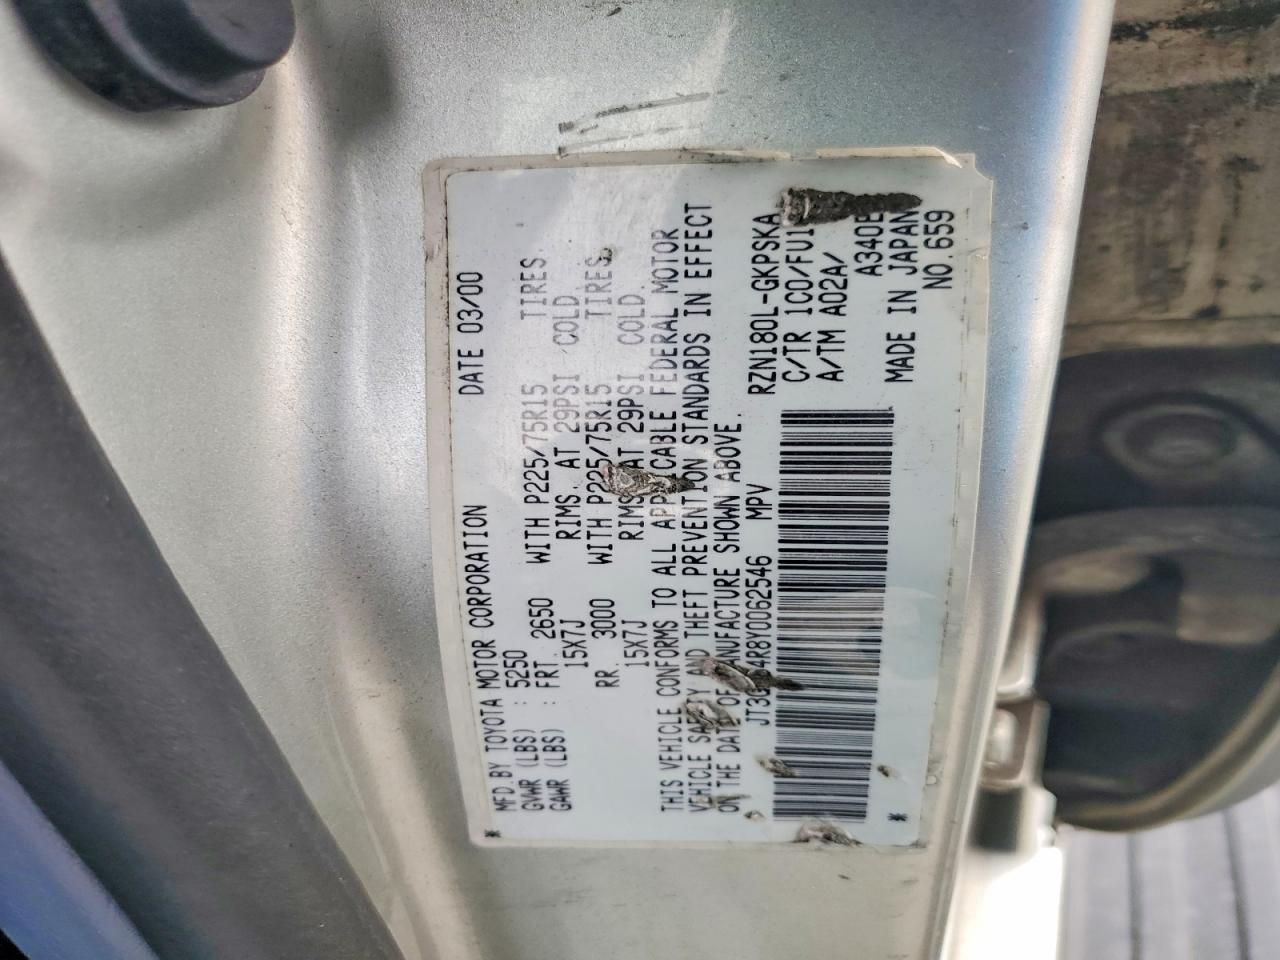 MFD. BY TOYOTA MOTOR CORPORATION DATE 03/00
GVWR (LBS) : 5250
GAWR (LBS) : FRT. 2650 WITH P225/75R15 TIRES.
15X7J RIMS. AT 29PSI COLD.
RR. 3000 WITH P225/75R15 TIRES.
15X7J RIMS AT 29PSI COLD.
THIS VEHICLE CONFORMS TO ALL APPLICABLE FEDERAL MOTOR
VEHICLE SAFETY AND THEFT PREVENTION STANDARDS IN EFFECT
ON THE DATE OF MANUFACTURE SHOWN ABOVE.
4R8Y0062546 MPV
RZN180L-GKPSKA
C/TR 1C0/
A/TM A02A/
A340E
MADE IN JAPAN
NO. 659
* *